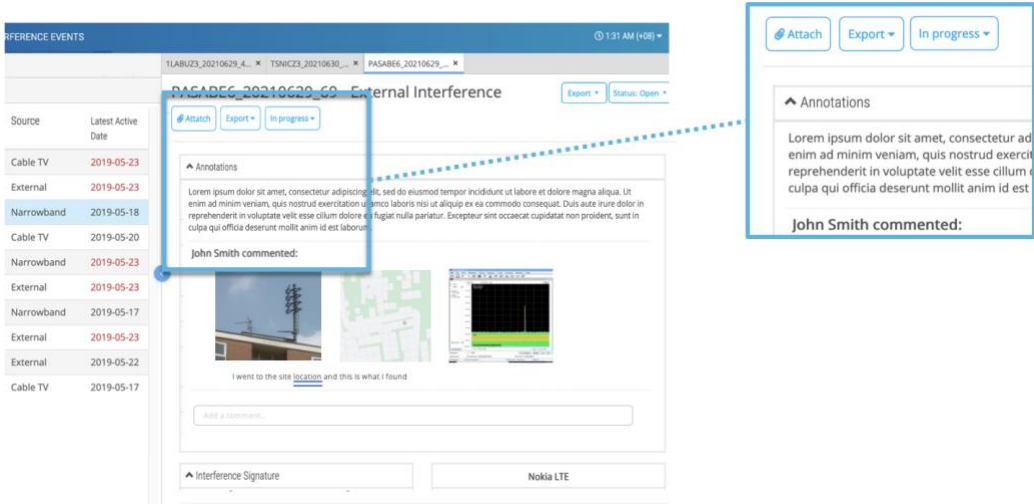 RFERENCE EVENTS
1:31 AM (+08)
1LABUZ3_20210629_4... × TSNICZ3_20210630_... × PASABE6_20210629_... ×
PASABE6_20210629_69 External Interference
Export
Status: Open
Attatch
Export
In progress
Source
Latest Active
Date
Cable TV 2019-05-23
External 2019-05-23
Narrowband 2019-05-18
Cable TV 2019-05-20
Narrowband 2019-05-23
External 2019-05-23
Narrowband 2019-05-17
External 2019-05-23
External 2019-05-22
Cable TV 2019-05-17
Annotations
Lorem ipsum dolor sit amet, consectetur adipiscing elit, sed do eiusmod tempor incididunt ut labore et dolore magna aliqua. Ut
enim ad minim veniam, quis nostrud exercitation ullamco laboris nisi ut aliquip ex ea commodo consequat. Duis aute irure dolor in
reprehenderit in voluptate velit esse cillum dolore eu fugiat nulla pariatur. Excepteur sint occaecat cupidatat non proident, sunt in
culpa qui officia deserunt mollit anim id est laborum.
John Smith commented:
I went to the site location and this is what i found
Add a comment...
Interference Signature
Nokia LTE
Attach
Export
In progress
Annotations
Lorem ipsum dolor sit amet, consectetur ad
enim ad minim veniam, quis nostrud exercit
reprehenderit in voluptate velit esse cillum
culpa qui officia deserunt mollit anim id est
John Smith commented: